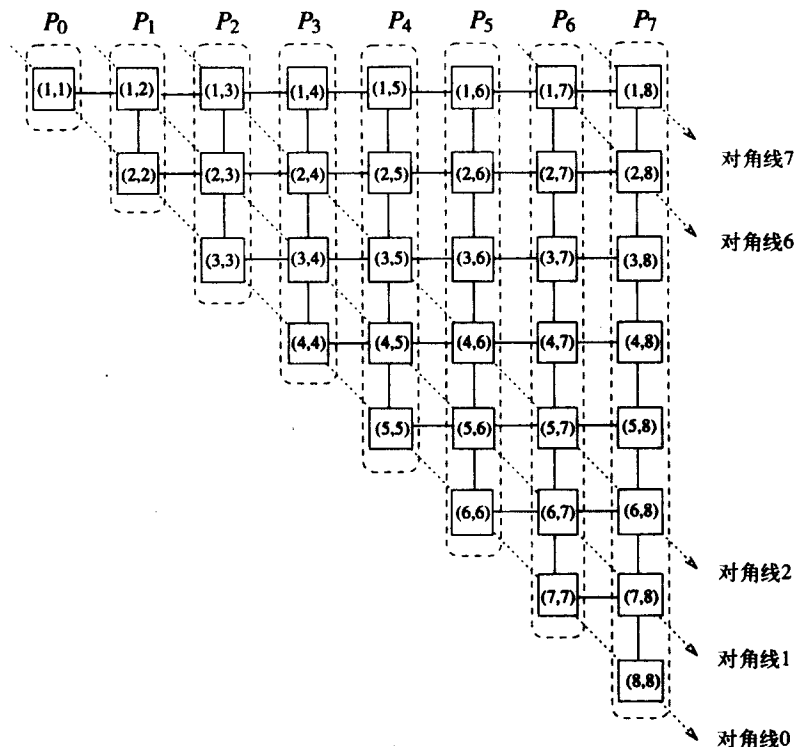 P0 P1 P2 P3 P4 P5 P6 P7
(1,1) (1,2) (1,3) (1,4) (1,5) (1,6) (1,7) (1,8)
对角线7
(2,2) (2,3) (2,4) (2,5) (2,6) (2,7) (2,8)
对角线6
(3,3) (3,4) (3,5) (3,6) (3,7) (3,8)
(4,4) (4,5) (4,6) (4,7) (4,8)
(5,5) (5,6) (5,7) (5,8)
(6,6) (6,7) (6,8)
对角线2
(7,7) (7,8)
对角线1
(8,8)
对角线0